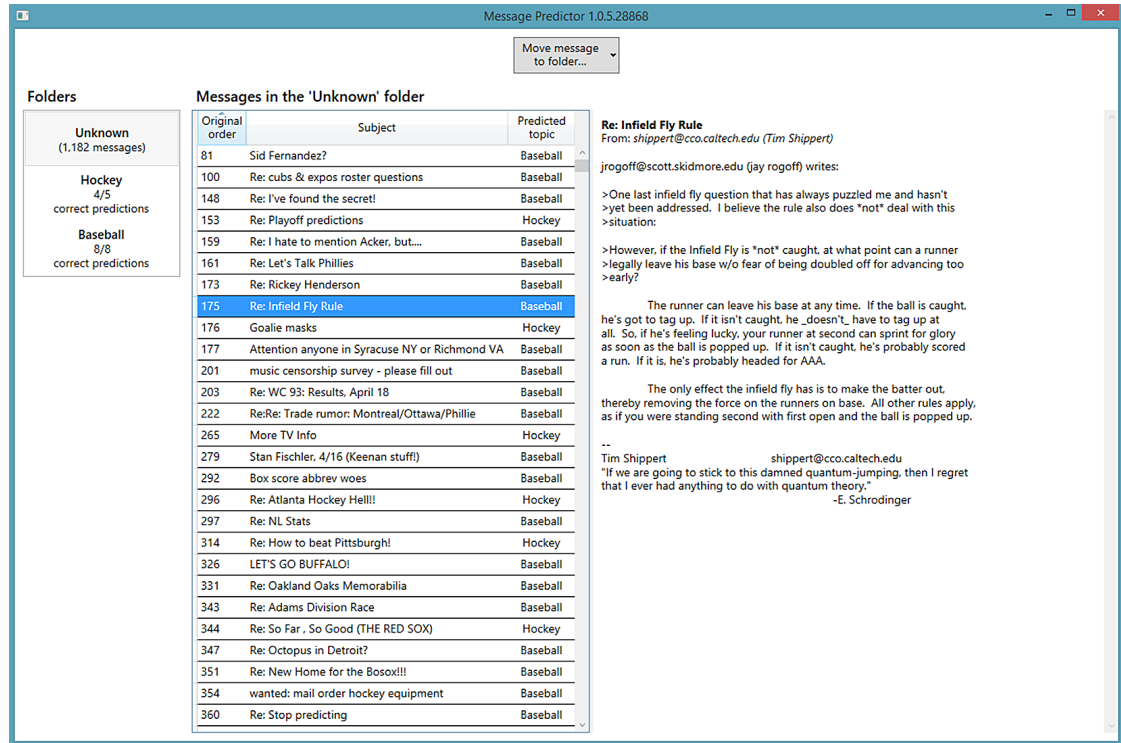 Message Predictor 1.0.5.28868
Move message
to folder...
Folders
Unknown
(1,182 messages)
Hockey
4/5
correct predictions
Baseball
8/8
correct predictions
Messages in the 'Unknown' folder
Original order Subject Predicted topic
81 Sid Fernandez? Baseball
100 Re: cubs & expos roster questions Baseball
148 Re: I've found the secret! Baseball
153 Re: Playoff predictions Hockey
159 Re: I hate to mention Acker, but.... Baseball
161 Re: Let's Talk Phillies Baseball
173 Re: Rickey Henderson Baseball
175 Re: Infield Fly Rule Baseball
176 Goalie masks Hockey
177 Attention anyone in Syracuse NY or Richmond VA Baseball
201 music censorship survey - please fill out Baseball
203 Re: WC 93: Results, April 18 Baseball
222 Re:Re: Trade rumor: Montreal/Ottawa/Phillie Baseball
265 More TV Info Hockey
279 Stan Fischler, 4/16 (Keenan stuff!) Baseball
292 Box score abbrev woes Baseball
296 Re: Atlanta Hockey Hell!! Hockey
297 Re: NL Stats Baseball
314 Re: How to beat Pittsburgh! Hockey
326 LET'S GO BUFFALO! Baseball
331 Re: Oakland Oaks Memorabilia Baseball
343 Re: Adams Division Race Baseball
344 Re: So Far , So Good (THE RED SOX) Hockey
347 Re: Octopus in Detroit? Baseball
351 Re: New Home for the Bosox!!! Baseball
354 wanted: mail order hockey equipment Baseball
360 Re: Stop predicting Baseball
Re: Infield Fly Rule
From: shippert@cco.caltech.edu (Tim Shippert)
jrogoff@scott.skidmore.edu (jay rogoff) writes:
>One last infield fly question that has always puzzled me and hasn't
>yet been addressed. I believe the rule also does *not* deal with this
>situation:
>However, if the Infield Fly is *not* caught, at what point can a runner
>legally leave his base w/o fear of being doubled off for advancing too
>early?
The runner can leave his base at any time. If the ball is caught,
he's got to tag up. If it isn't caught, he _doesn't_ have to tag up at
all. So, if he's feeling lucky, your runner at second can sprint for glory
as soon as the ball is popped up. If it isn't caught, he's probably scored
a run. If it is, he's probably headed for AAA.
The only effect the infield fly has is to make the batter out,
thereby removing the force on the runners on base. All other rules apply,
as if you were standing second with first open and the ball is popped up.
--
Tim Shippert shippert@cco.caltech.edu
"If we are going to stick to this damned quantum-jumping, then I regret
that I ever had anything to do with quantum theory."
-E. Schrodinger